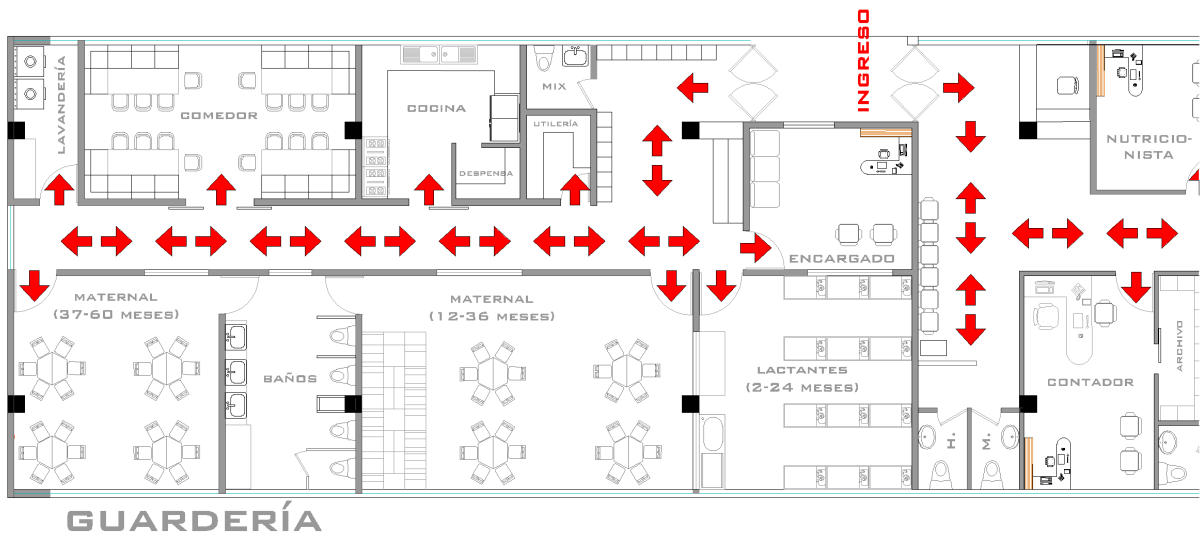 INGRESO
LAVANDERÍA
COMEDOR
COCINA
MIX
UTILERÍA
DESPENSA
NUTRICIO-
NISTA
ENCARGADO
MATERNAL
(37-60 MESES)
BAÑOS
MATERNAL
(12-36 MESES)
LACTANTES
(2-24 MESES)
H.
M.
CONTADOR
ARCHIVO
GUARDERÍA